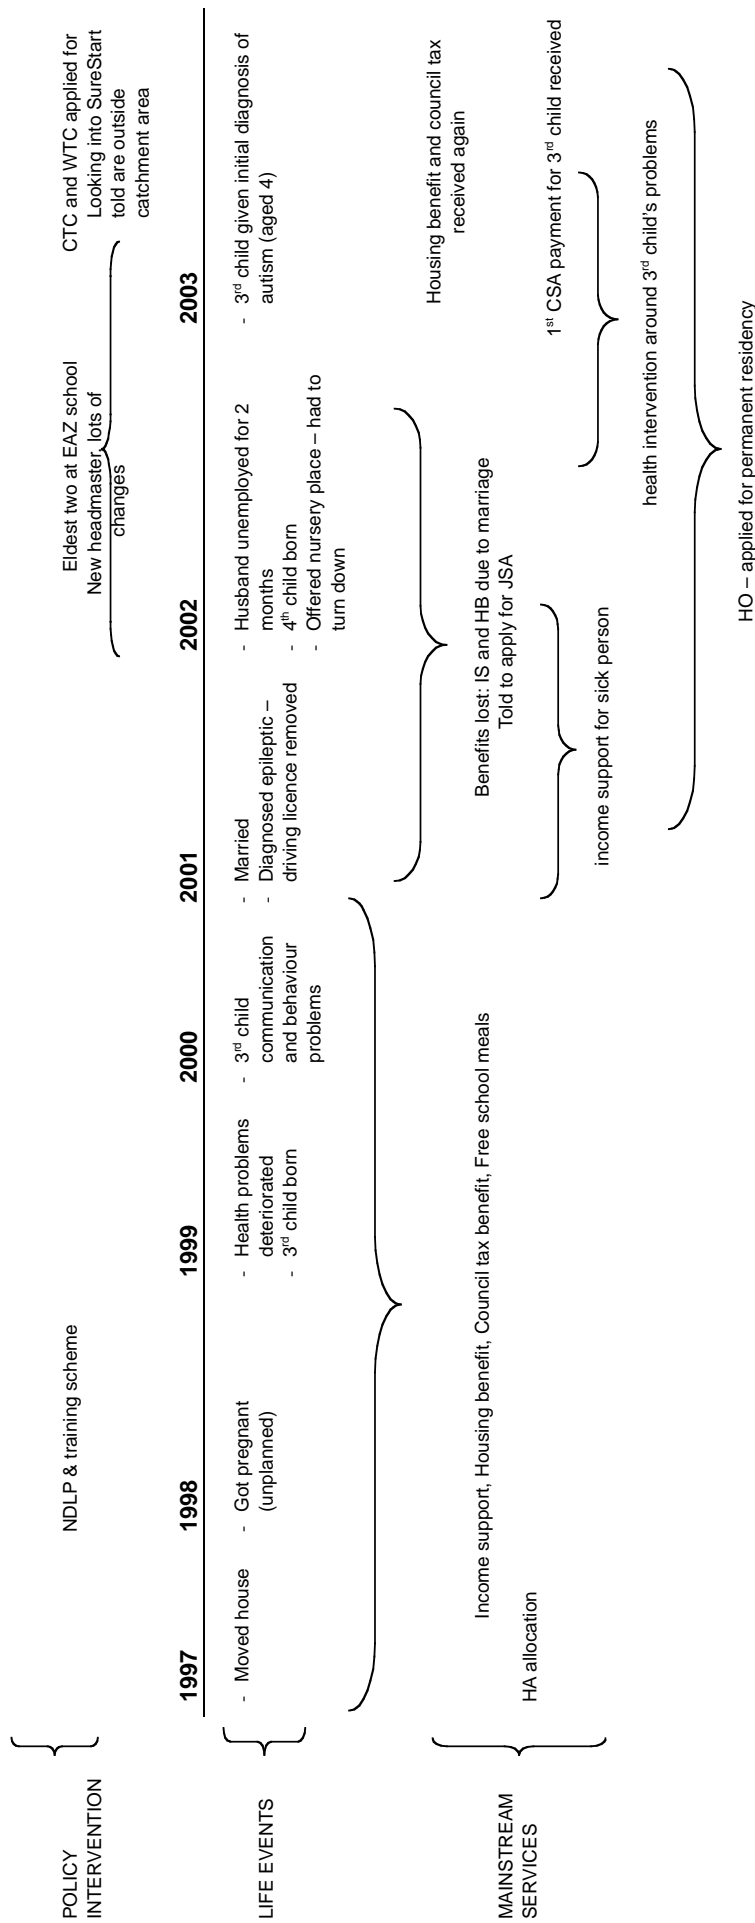 POLICY
INTERVENTION
NDLP & training scheme
Eldest two at EAZ school
New headmaster, lots of
changes
CTC and WTC applied for
Looking into SureStart
told are outside
catchment area
1997
1998
1999
2000
2001
2002
2003
LIFE EVENTS
- Moved house
- Got pregnant
(unplanned)
- Health problems
deteriorated
- 3rd child born
- 3rd child
communication
and behaviour
problems
- Married
- Diagnosed epileptic –
driving licence removed
- Husband unemployed for 2
months
- 4th child born
- Offered nursery place – had to
turn down
- 3rd child given initial diagnosis of
autism (aged 4)
MAINSTREAM
SERVICES
Income support, Housing benefit, Council tax benefit, Free school meals
HA allocation
Benefits lost: IS and HB due to marriage
Told to apply for JSA
income support for sick person
Housing benefit and council tax
received again
1st CSA payment for 3rd child received
health intervention around 3rd child's problems
HO – applied for permanent residency